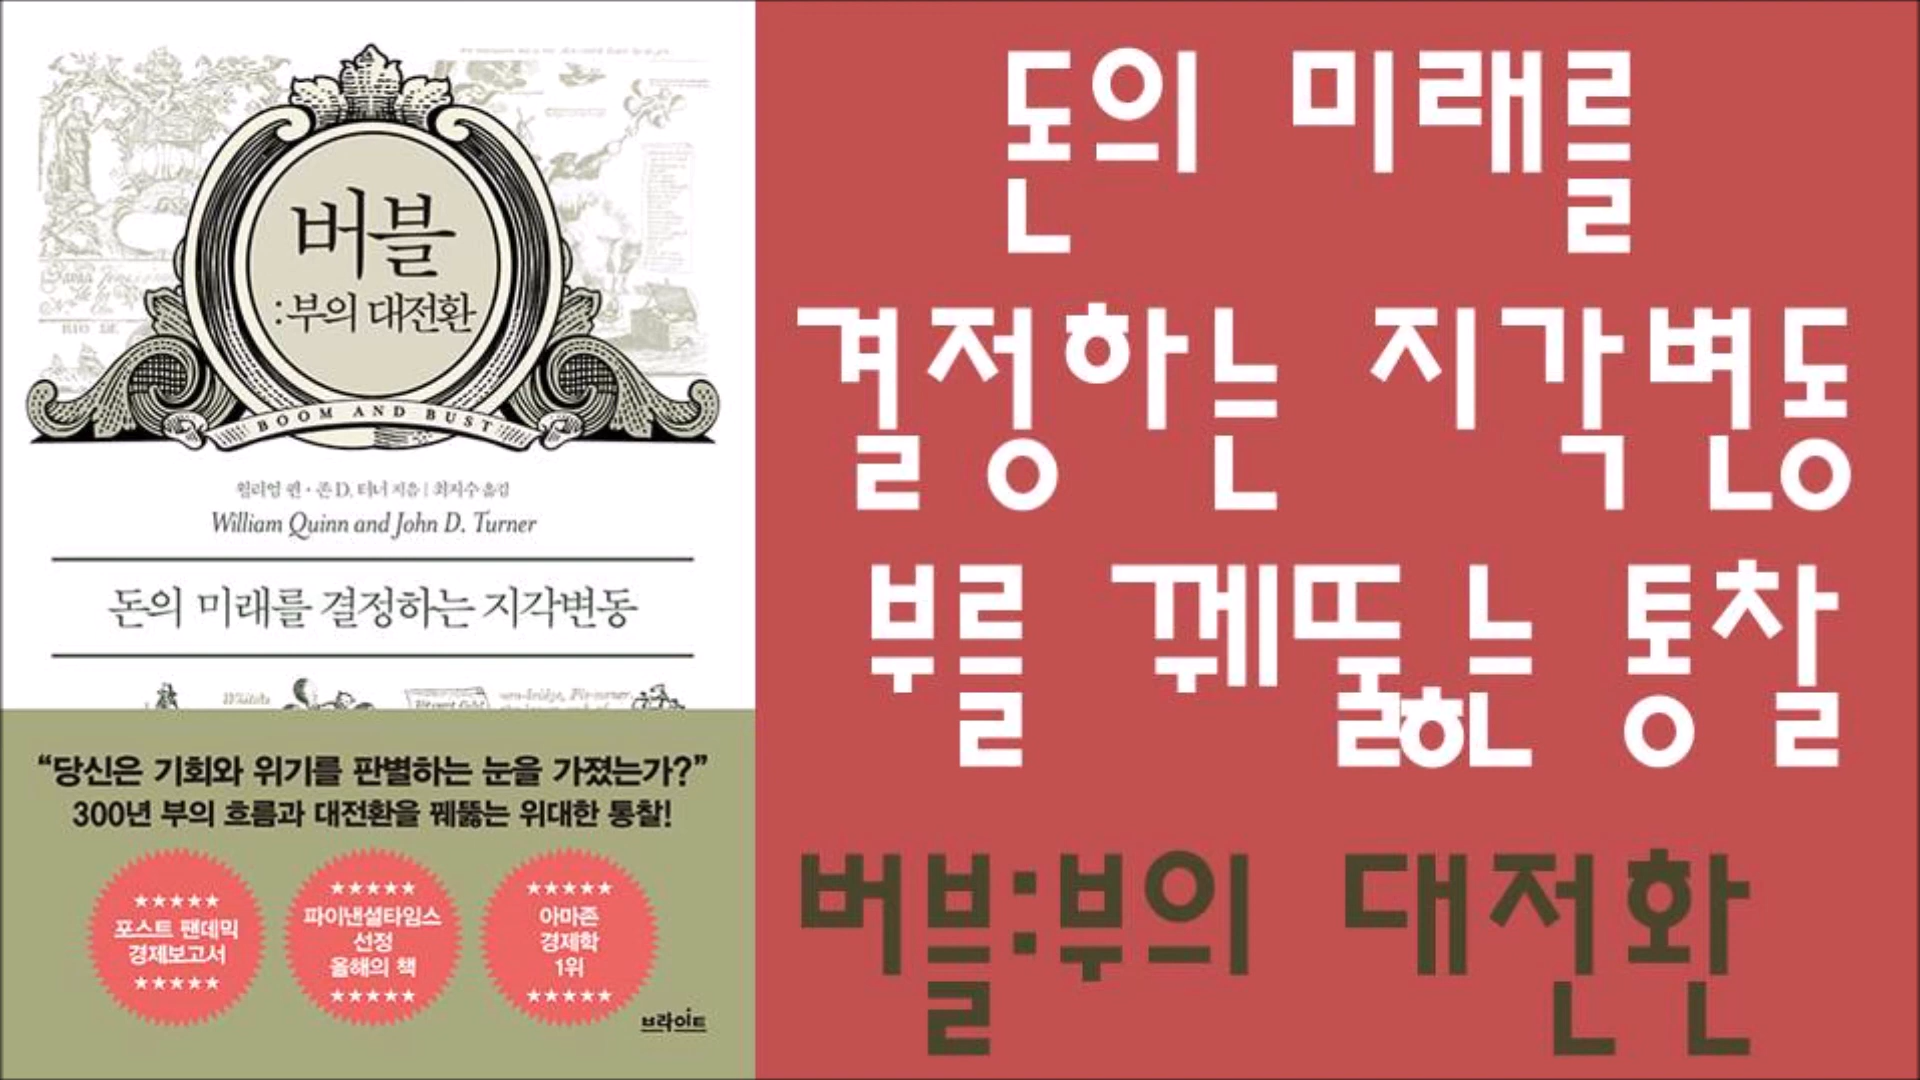 버블
:부의 대전환
BOOM AND BUST
윌리엄 퀸 · 존 D. 터너 지음 | 최지수 옮김
William Quinn and John D. Turner
돈의 미래를 결정하는 지각변동
“당신은 기회와 위기를 판별하는 눈을 가졌는가?”
300년 부의 흐름과 대전환을 꿰뚫는 위대한 통찰!
★★★★★
포스트 팬데믹
경제보고서
★★★★★
★★★★★
파이낸셜타임스
선정
올해의 책
★★★★★
★★★★★
아마존
경제학
1위
★★★★★
브라이트
돈의 미래를
결정하는 지각변동
부를 꿰뚫는 통찰
버블:부의 대전환